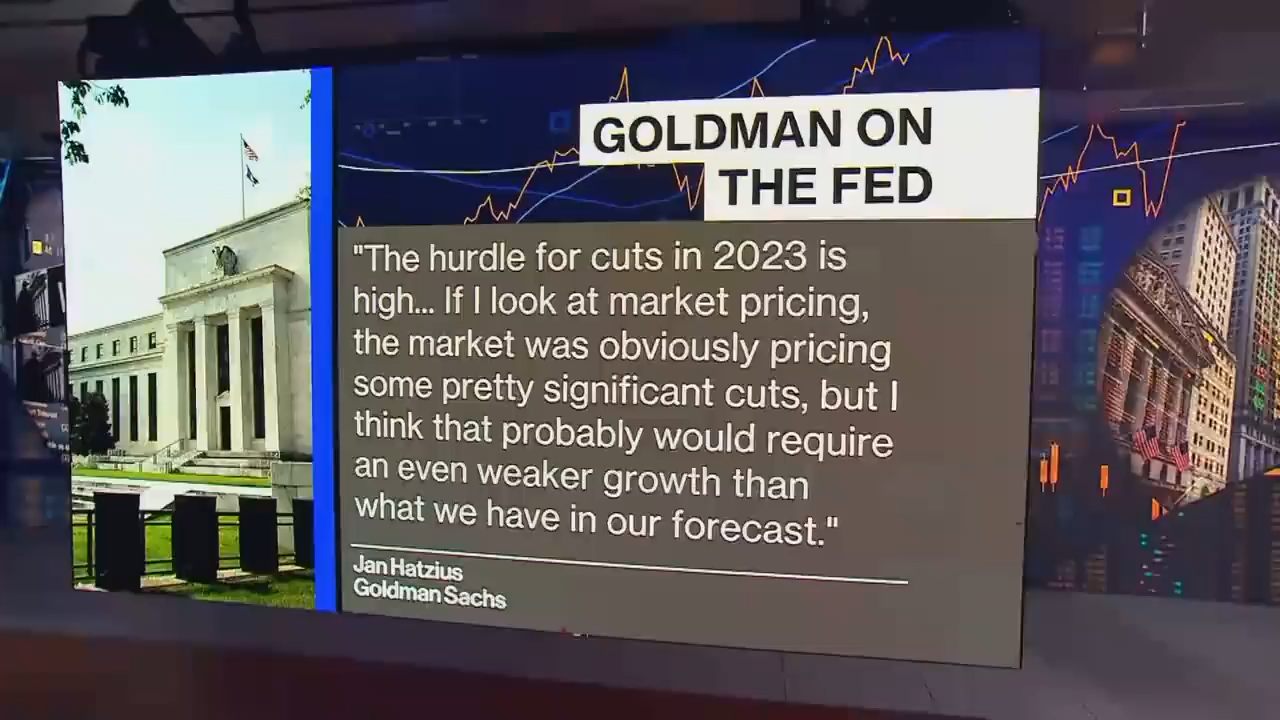 GOLDMAN ON
THE FED
"The hurdle for cuts in 2023 is
high... If I look at market pricing,
the market was obviously pricing
some pretty significant cuts, but I
think that probably would require
an even weaker growth than
what we have in our forecast."
Jan Hatzius
Goldman Sachs